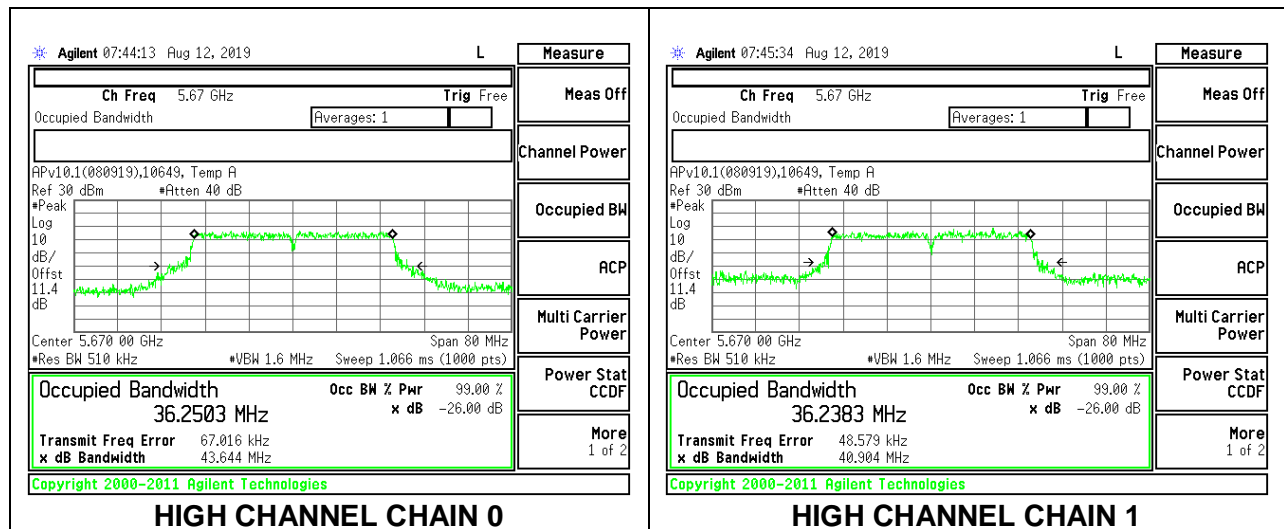 Agilent 07:44:13 Aug 12, 2019 L
Measure
Ch Freq 5.67 GHz Trig Free
Occupied Bandwidth Averages: 1
APv10.1(080919),10649, Temp A
Ref 30 dBm #Atten 40 dB
#Peak
Log
10
dB/
Offst
11.4
dB
Center 5.670 00 GHz Span 80 MHz
#Res BW 510 kHz #VBW 1.6 MHz Sweep 1.066 ms (1000 pts)
Occupied Bandwidth Occ BW % Pwr 99.00 %
36.2503 MHz x dB -26.00 dB
Transmit Freq Error 67.016 kHz
x dB Bandwidth 43.644 MHz
Copyright 2000-2011 Agilent Technologies
Meas Off
Channel Power
Occupied BW
ACP
Multi Carrier
Power
Power Stat
CCDF
More
1 of 2
HIGH CHANNEL CHAIN 0
Agilent 07:45:34 Aug 12, 2019 L
Measure
Ch Freq 5.67 GHz Trig Free
Occupied Bandwidth Averages: 1
APv10.1(080919),10649, Temp A
Ref 30 dBm #Atten 40 dB
#Peak
Log
10
dB/
Offst
11.4
dB
Center 5.670 00 GHz Span 80 MHz
#Res BW 510 kHz #VBW 1.6 MHz Sweep 1.066 ms (1000 pts)
Occupied Bandwidth Occ BW % Pwr 99.00 %
36.2383 MHz x dB -26.00 dB
Transmit Freq Error 48.579 kHz
x dB Bandwidth 40.904 MHz
Copyright 2000-2011 Agilent Technologies
Meas Off
Channel Power
Occupied BW
ACP
Multi Carrier
Power
Power Stat
CCDF
More
1 of 2
HIGH CHANNEL CHAIN 1